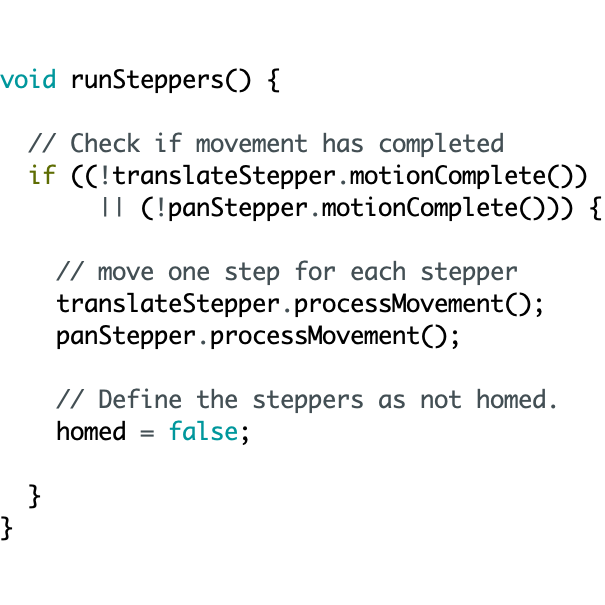 void runSteppers() {
// Check if movement has completed
if ((!translateStepper.motionComplete())
|| (!panStepper.motionComplete())) {
// move one step for each stepper
translateStepper.processMovement();
panStepper.processMovement();
// Define the steppers as not homed.
homed = false;
}
}